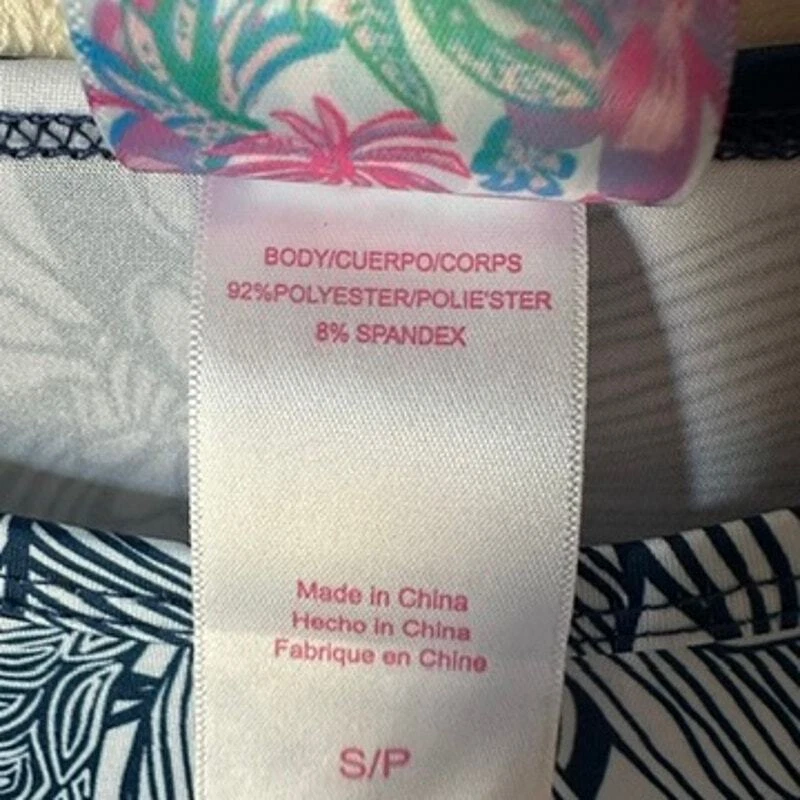 BODY/CUERPO/CORPS
92%POLYESTER/POLIE'STER
8% SPANDEX
Made in China
Hecho in China
Fabrique en Chine
S/P